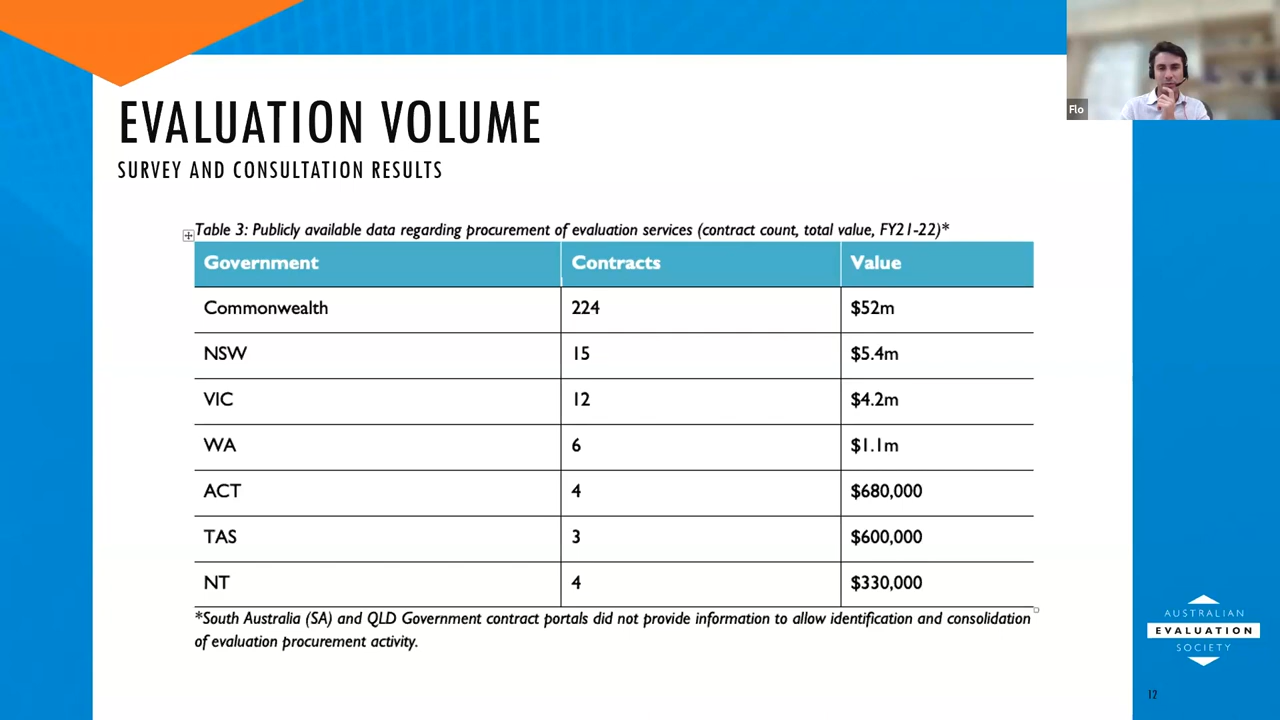 Flo
EVALUATION VOLUME
SURVEY AND CONSULTATION RESULTS
Table 3: Publicly available data regarding procurement of evaluation services (contract count, total value, FY21-22)*
Government Contracts Value
Commonwealth 224 $52m
NSW 15 $5.4m
VIC 12 $4.2m
WA 6 $1.1m
ACT 4 $680,000
TAS 3 $600,000
NT 4 $330,000
*South Australia (SA) and QLD Government contract portals did not provide information to allow identification and consolidation
of evaluation procurement activity.
AUSTRALIAN
EVALUATION
SOCIETY
12